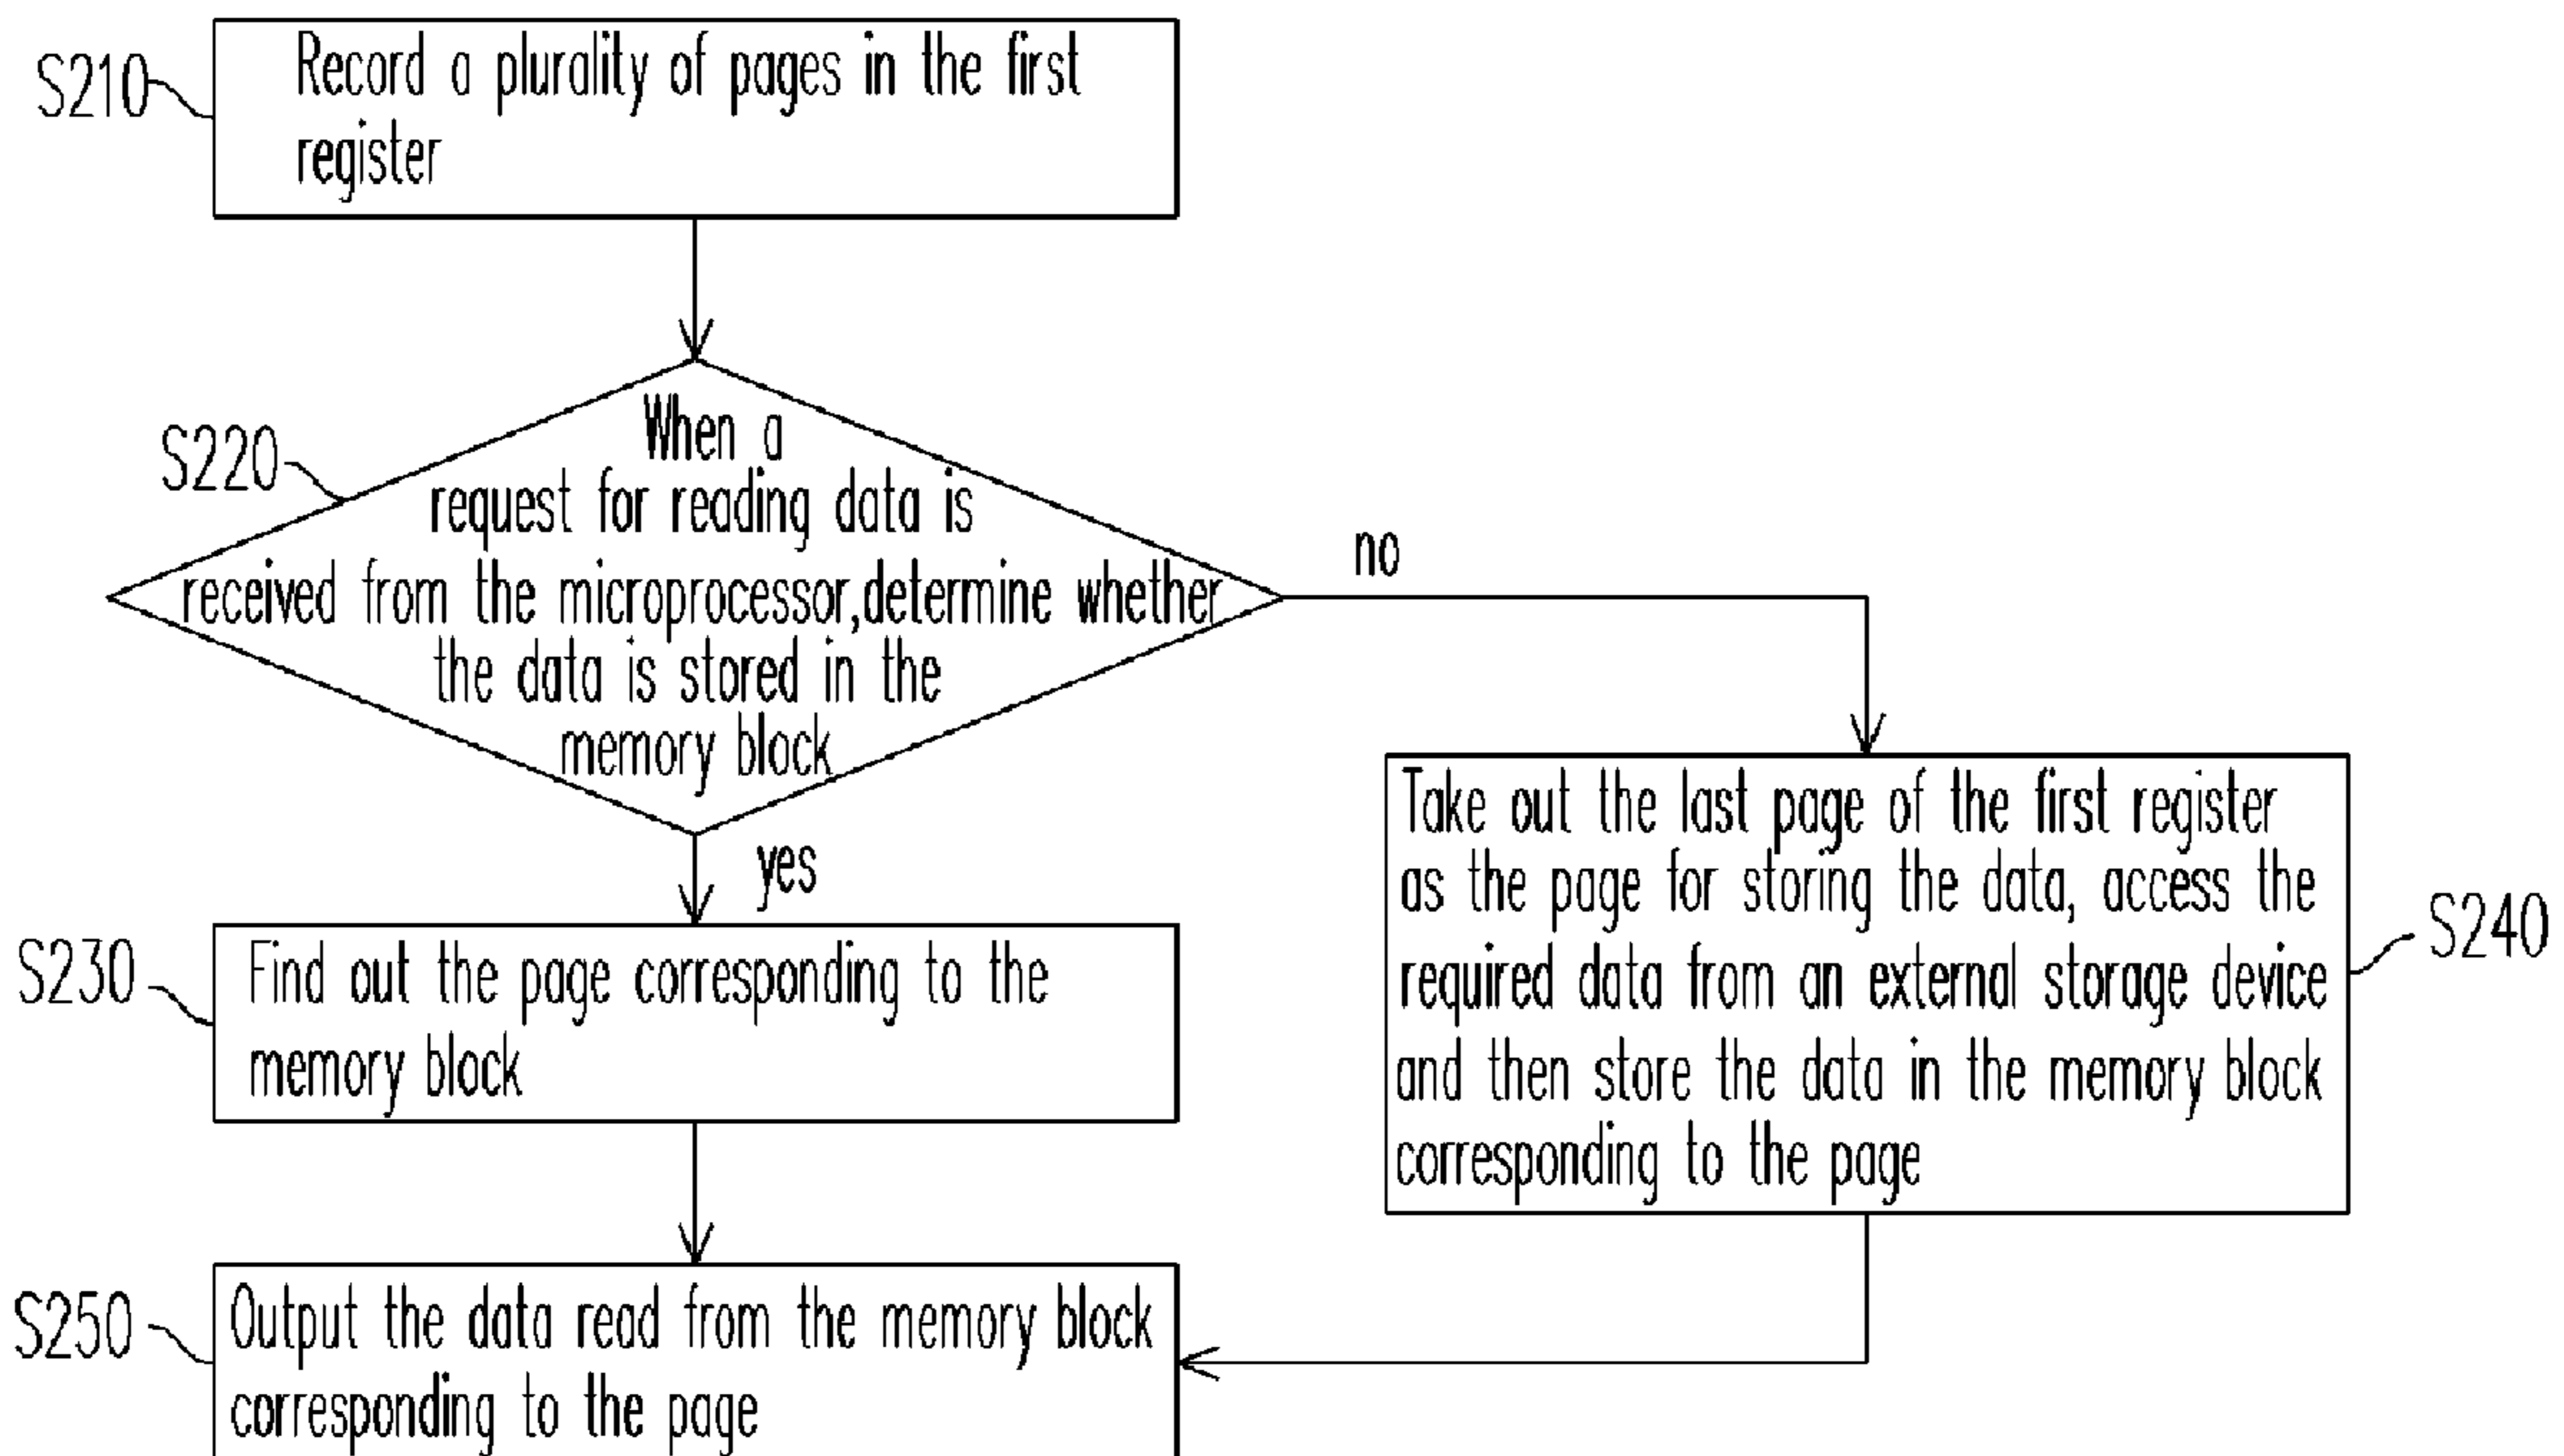 S210
Record a plurality of pages in the first
register
S220
When a
request for reading data is
received from the microprocessor,determine whether
the data is stored in the
memory block
no
yes
S230
Find out the page corresponding to the
memory block
Take out the last page of the first register
as the page for storing the data, access the
required data from an external storage device
and then store the data in the memory block
corresponding to the page
S240
S250
Output the data read from the memory block
corresponding to the page